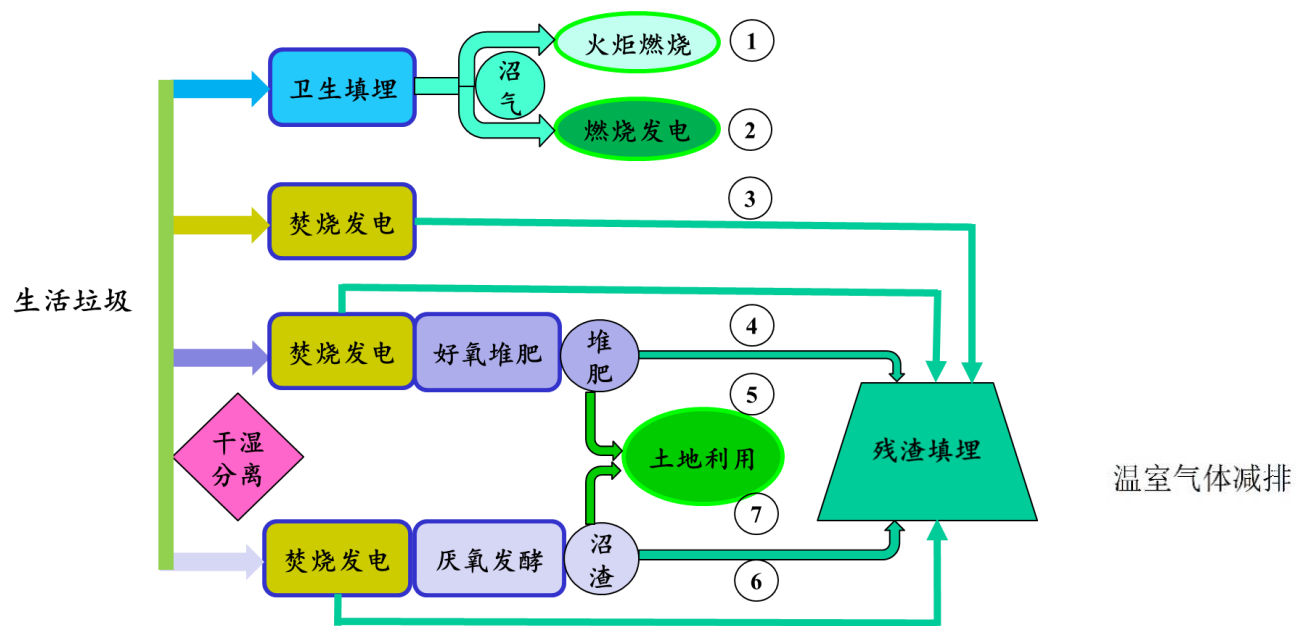 火炬燃烧
①
沼
气
卫生填埋
燃烧发电
②
③
焚烧发电
生活垃圾
④
焚烧发电
好氧堆肥
堆
肥
⑤
干湿
分离
土地利用
残渣填埋
温室气体减排
⑦
焚烧发电
厌氧发酵
沼
渣
⑥